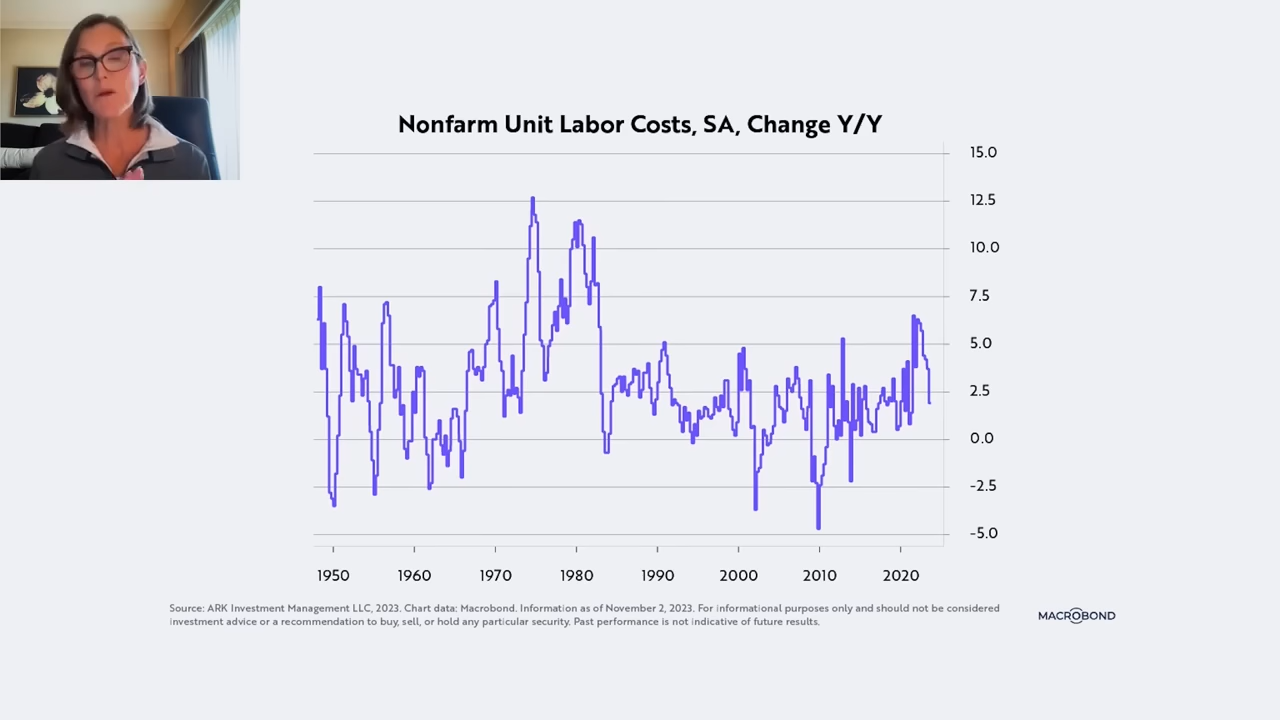 Nonfarm Unit Labor Costs, SA, Change Y/Y
15.0
12.5
10.0
7.5
5.0
2.5
0.0
-2.5
-5.0
1950 1960 1970 1980 1990 2000 2010 2020
Source: ARK Investment Management LLC, 2023. Chart data: Macrobond. Information as of November 2, 2023. For informational purposes only and should not be considered
investment advice or a recommendation to buy, sell, or hold any particular security. Past performance is not indicative of future results.
MACROBOND